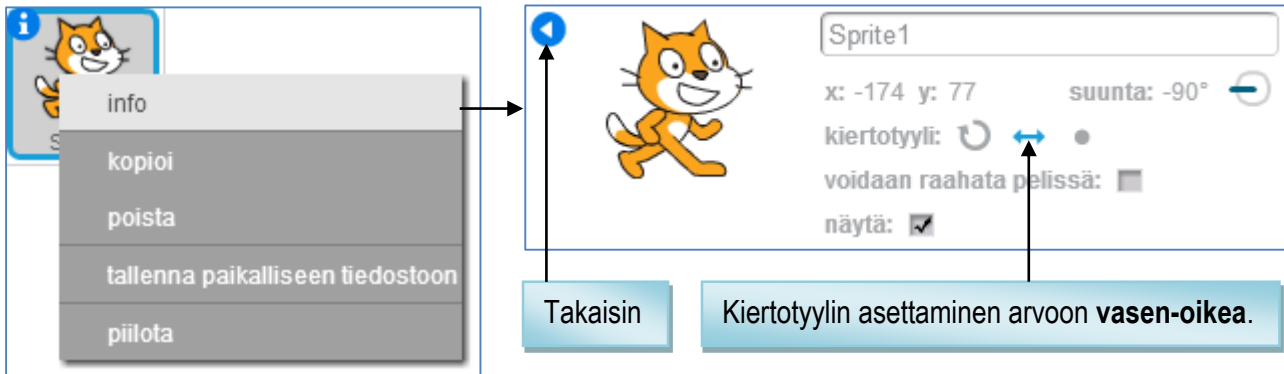 info
kopioi
poista
tallenna paikalliseen tiedostoon
piilota
Sprite1
x: -174 y: 77 suunta: -90°
kiertotyyli:
voidaan raahata pelissä:
näytä:
Takaisin
Kiertotyylin asettaminen arvoon vasen-oikea.